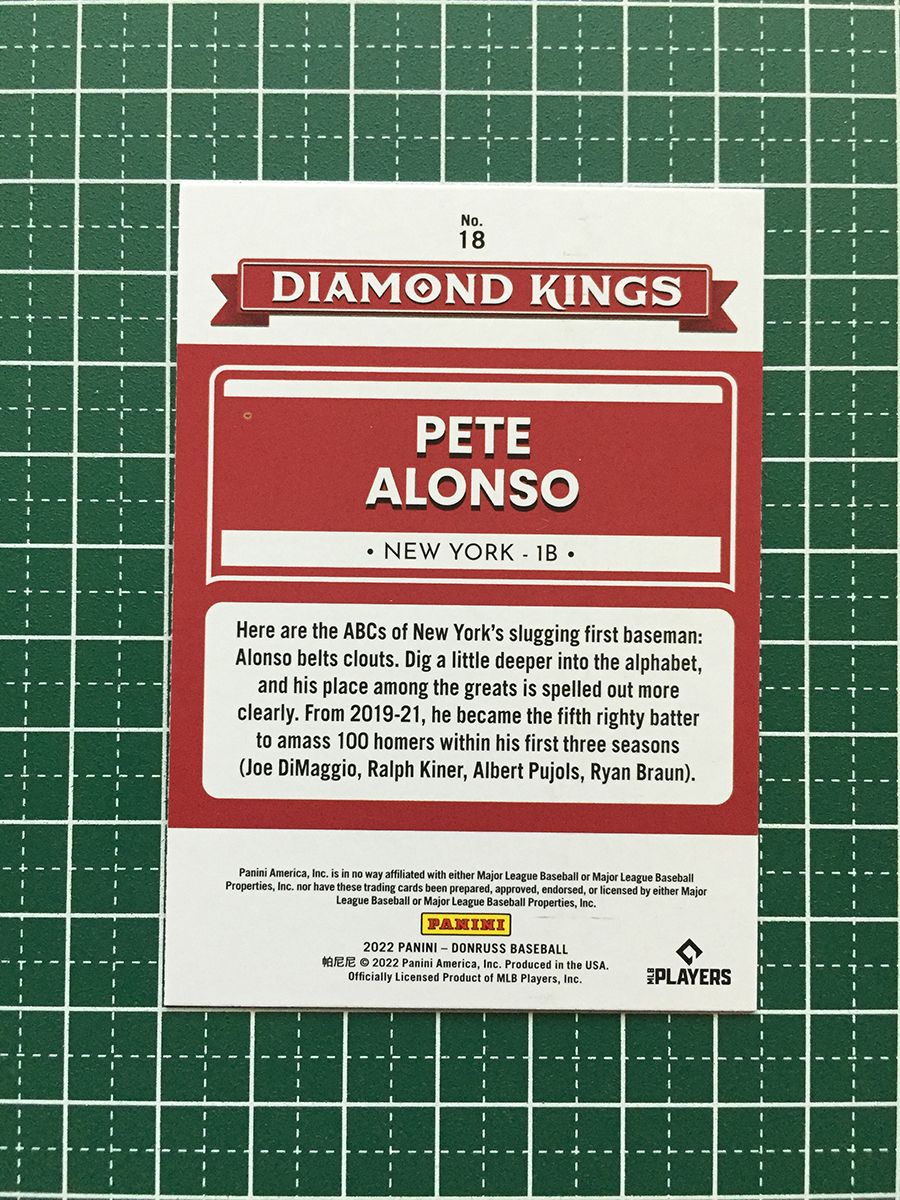 No.
18
DIAMOND KINGS
PETE
ALONSO
• NEW YORK - 1B •
Here are the ABCs of New York's slugging first baseman:
Alonso belts clouts. Dig a little deeper into the alphabet,
and his place among the greats is spelled out more
clearly. From 2019-21, he became the fifth righty batter
to amass 100 homers within his first three seasons
(Joe DiMaggio, Ralph Kiner, Albert Pujols, Ryan Braun).
Panini America, Inc. is in no way affiliated with either Major League Baseball or Major League Baseball
Properties, Inc. nor have these trading cards been prepared, approved, endorsed, or licensed by either Major
League Baseball or Major League Baseball Properties, Inc.
PANINI
2022 PANINI – DONRUSS BASEBALL
帕尼尼 © 2022 Panini America, Inc. Produced in the USA.
Officially Licensed Product of MLB Players, Inc.
MLB PLAYERS